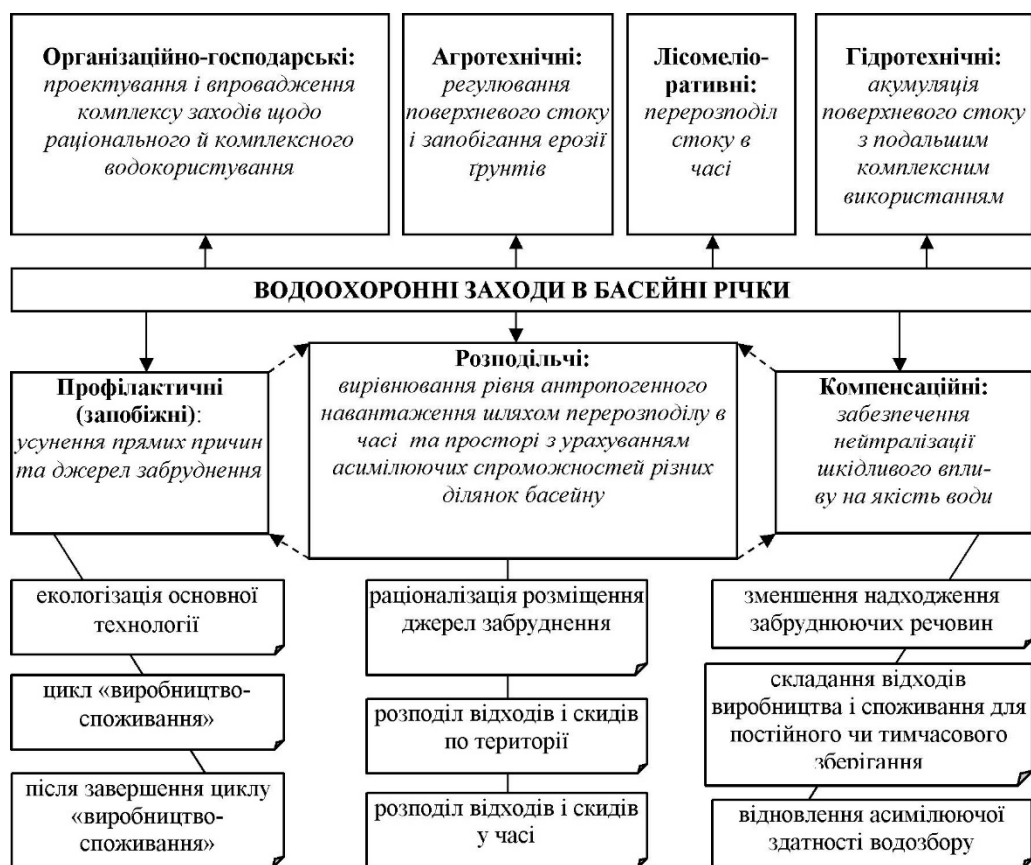 Організаційно-господарські:
проектування і впровадження
комплексу заходів щодо
раціонального й комплексного
водокористування
Агротехнічні:
регулювання
поверхневого стоку
і запобігання ерозії
ґрунтів
Лісомеліо-
ративні:
перерозподіл
стоку в
часі
Гідротехнічні:
акумуляція
поверхневого стоку
з подальшим
комплексним
використанням
ВОДООХОРОННІ ЗАХОДИ В БАСЕЙНІ РІЧКИ
Профілактичні
(запобіжні):
усунення прямих причин
та джерел забруднення
Розподільчі:
вирівнювання рівня антропогенного
навантаження шляхом перерозподілу в
часі та просторі з урахуванням
асимілюючих спроможностей різних
ділянок басейну
Компенсаційні:
забезпечення
нейтралізації
шкідливого впли-
ву на якість води
екологізація основної
технології
цикл «виробництво-
споживання»
після завершення циклу
«виробництво-
споживання»
раціоналізація розміщення
джерел забруднення
розподіл відходів і скидів
по території
розподіл відходів і скидів
у часі
зменшення надходження
забруднюючих речовин
складання відходів
виробництва і споживання для
постійного чи тимчасового
зберігання
відновлення асимілюючої
здатності водозбору